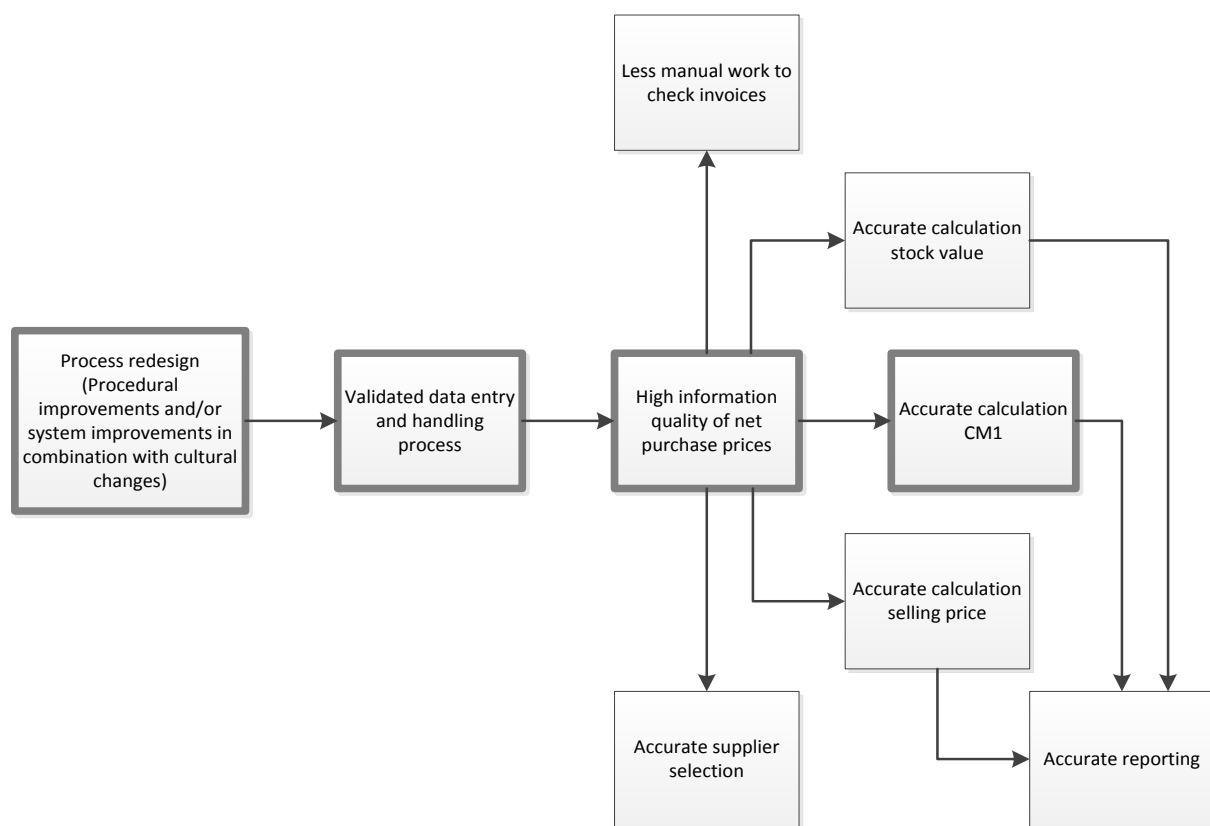 Less manual work to
check invoices
Accurate calculation
stock value
Process redesign
(Procedural
improvements and/or
system improvements in
combination with cultural
changes)
Validated data entry
and handling
process
High information
quality of net
purchase prices
Accurate calculation
CM1
Accurate calculation
selling price
Accurate supplier
selection
Accurate reporting